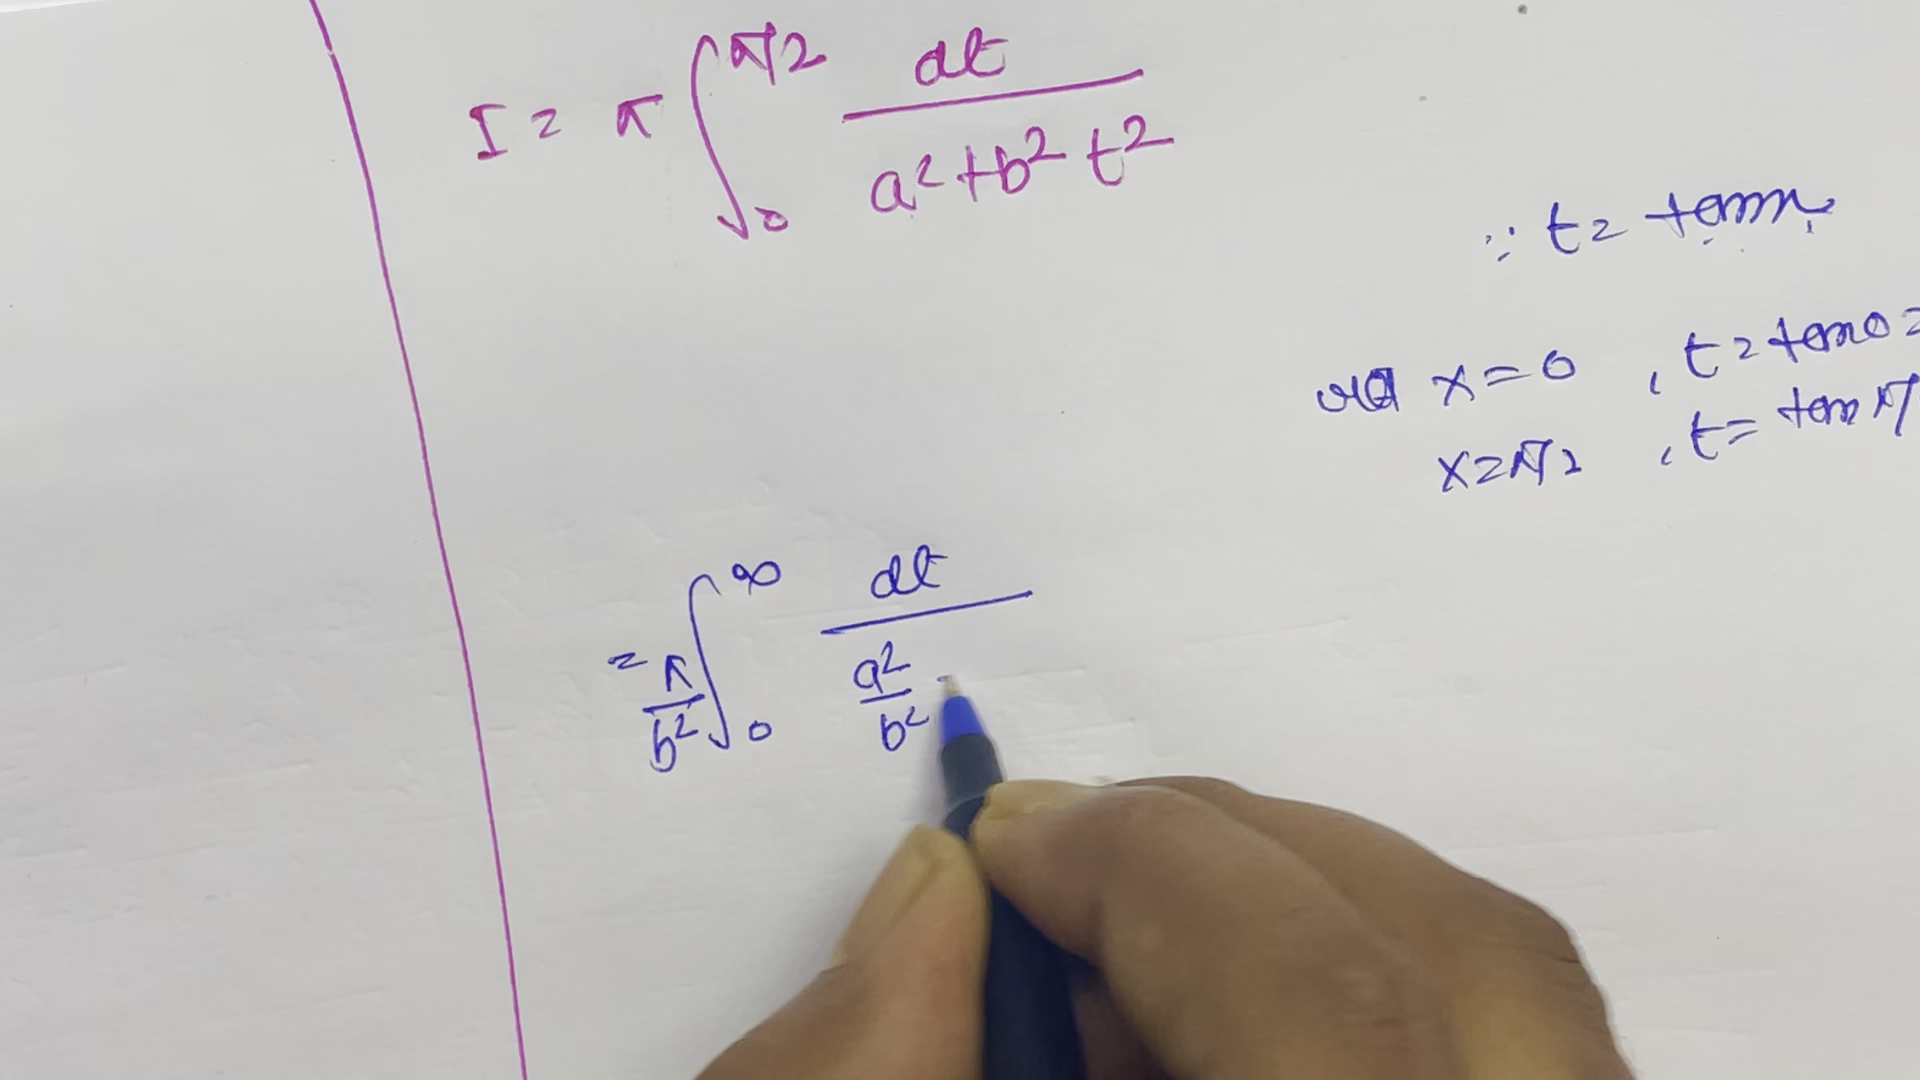 I = π ∫₀^{π/2} dt / (a² + b² t²)
∵ t = tan x
x = 0 , t = tan 0 =
x = π/2 , t = tan π/
= π/b² ∫₀^∞ dt / (a²/b²